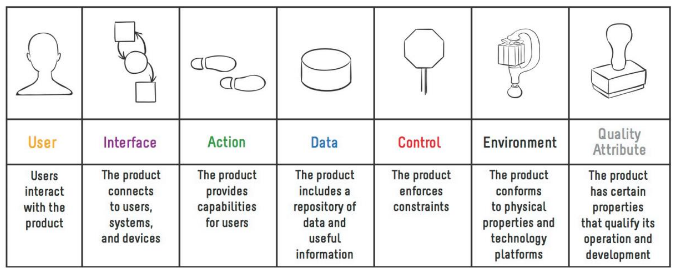 User
Interface
Action
Data
Control
Environment
Quality
Attribute
Users
interact
with the
product
The product
connects
to users,
systems,
and devices
The product
provides
capabilities
for users
The product
includes a
repository of
data and
useful
information
The product
enforces
constraints
The product
conforms
to physical
properties and
technology
platforms
The product
has certain
properties
that qualify its
operation and
development